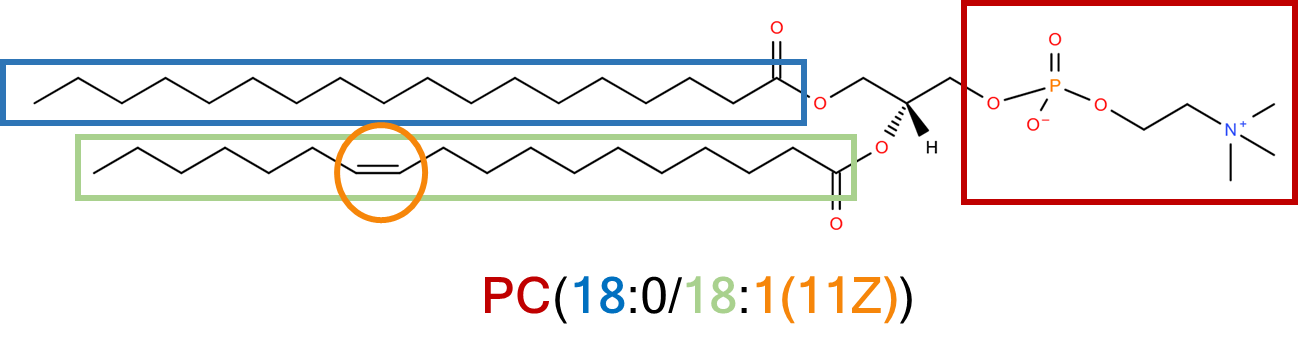 O
O
O
P
O
O⁻
N⁺
O
H
O
PC(18:0/18:1(11Z))